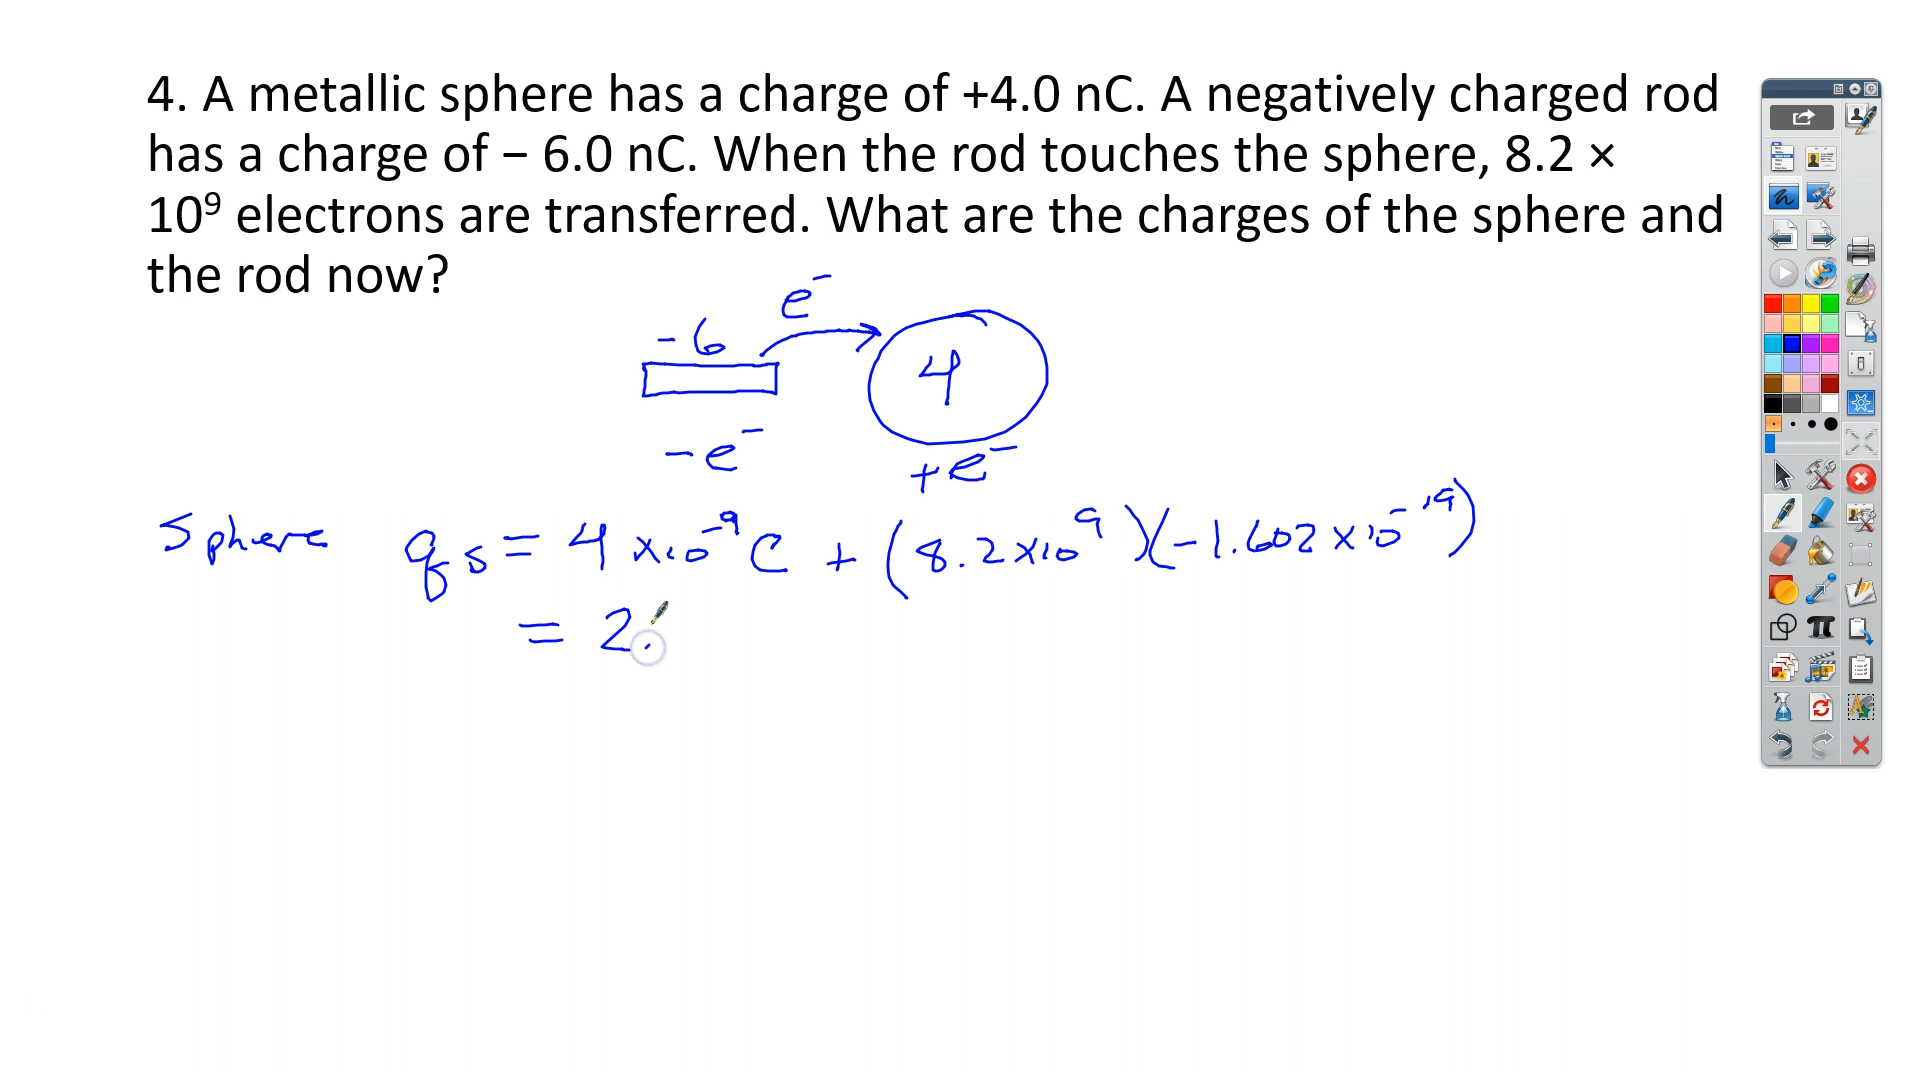 4. A metallic sphere has a charge of +4.0 nC. A negatively charged rod
has a charge of − 6.0 nC. When the rod touches the sphere, 8.2 ×
10⁹ electrons are transferred. What are the charges of the sphere and
the rod now?
e⁻
-6
4
-e⁻
+e⁻
Sphere qs = 4 x10⁻⁹ C + (8.2x10⁹)(-1.602x10⁻¹⁹)
= 2.